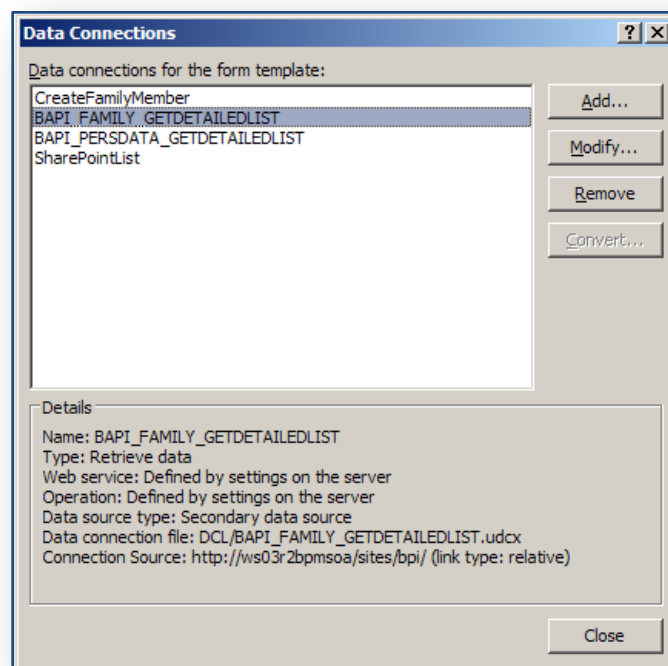 Data Connections
Data connections for the form template:
CreateFamilyMember
BAPI_FAMILY_GETDETAILEDLIST
BAPI_PERSDATA_GETDETAILEDLIST
SharePointList
Add...
Modify...
Remove
Convert...
Details
Name: BAPI_FAMILY_GETDETAILEDLIST
Type: Retrieve data
Web service: Defined by settings on the server
Operation: Defined by settings on the server
Data source type: Secondary data source
Data connection file: DCL/BAPI_FAMILY_GETDETAILEDLIST.udcx
Connection Source: http://ws03r2bpmsoa/sites/bpi/ (link type: relative)
Close